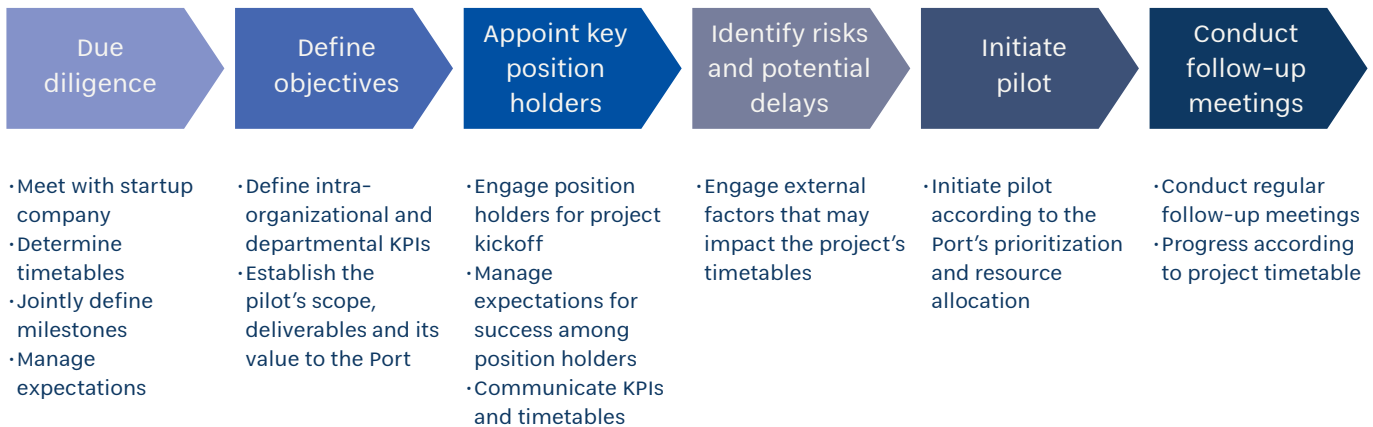 Due
diligence
Define
objectives
Appoint key
position
holders
Identify risks
and potential
delays
Initiate
pilot
Conduct
follow-up
meetings
·Meet with startup
company
·Determine
timetables
·Jointly define
milestones
·Manage
expectations
·Define intra-
organizational and
departmental KPIs
·Establish the
pilot's scope,
deliverables and its
value to the Port
·Engage position
holders for project
kickoff
·Manage
expectations for
success among
position holders
·Communicate KPIs
and timetables
·Engage external
factors that may
impact the project's
timetables
·Initiate pilot
according to the
Port's prioritization
and resource
allocation
·Conduct regular
follow-up meetings
·Progress according
to project timetable